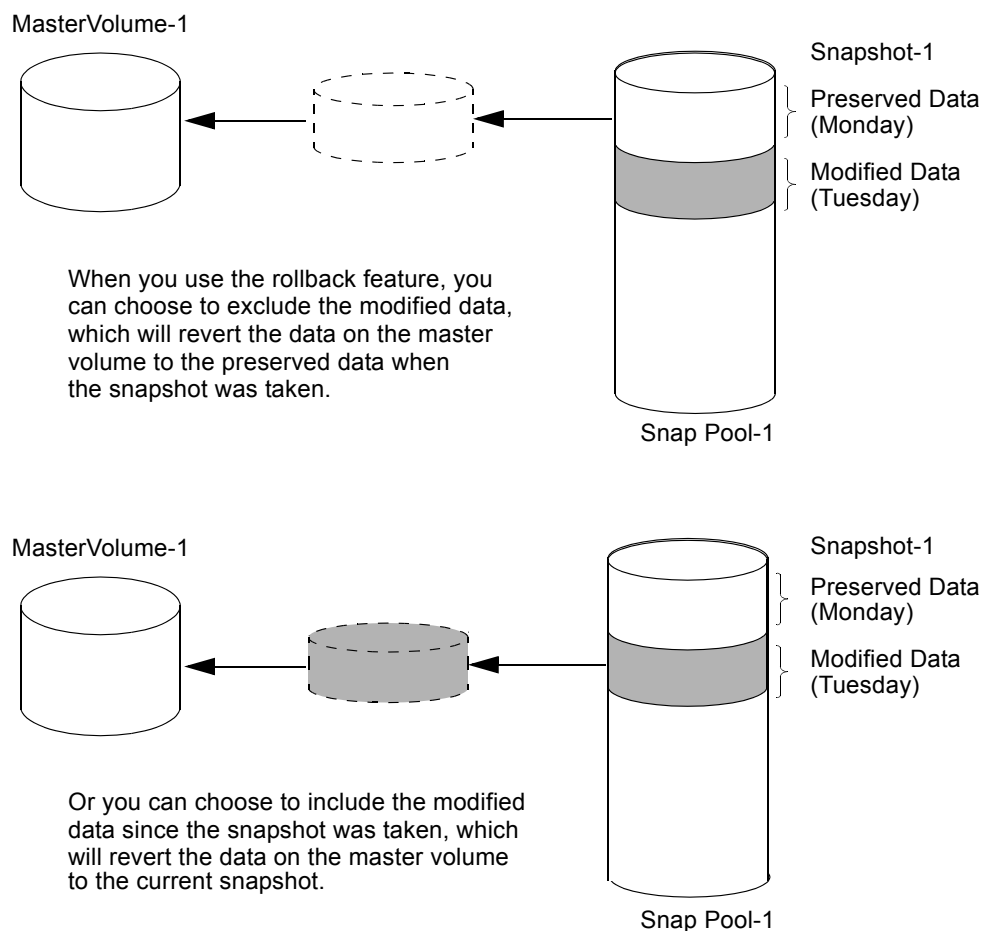 MasterVolume-1
Snapshot-1
Preserved Data
(Monday)
Modified Data
(Tuesday)
When you use the rollback feature, you
can choose to exclude the modified data,
which will revert the data on the master
volume to the preserved data when
the snapshot was taken.
Snap Pool-1
MasterVolume-1
Snapshot-1
Preserved Data
(Monday)
Modified Data
(Tuesday)
Or you can choose to include the modified
data since the snapshot was taken, which
will revert the data on the master volume
to the current snapshot.
Snap Pool-1